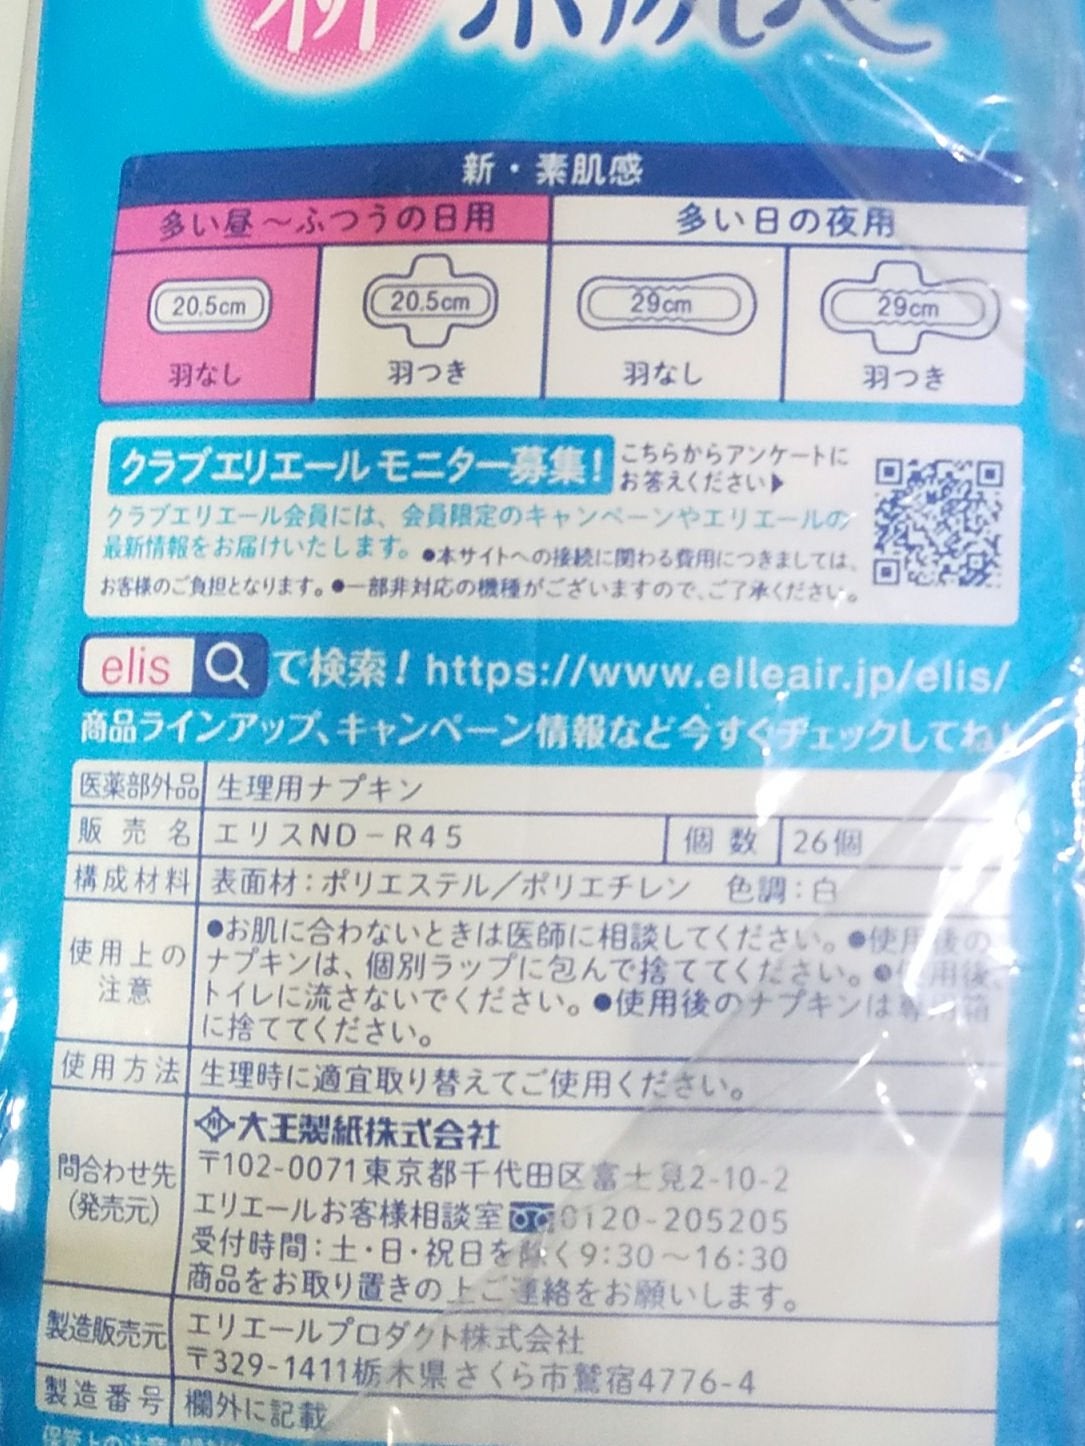 新 素肌感
新・素肌感
多い昼〜ふつうの日用 多い日の夜用
20.5cm 20.5cm 29cm 29cm
羽なし 羽つき 羽なし 羽つき
クラブエリエール モニター募集!
こちらからアンケートに
お答えください▶
クラブエリエール会員には、会員限定のキャンペーンやエリエールの
最新情報をお届けいたします。●本サイトへの接続に関わる費用につきましては、
お客様のご負担となります。●一部非対応の機種がございますので、ご了承ください。
elis で検索! https://www.elleair.jp/elis/
商品ラインアップ、キャンペーン情報など今すぐチェックしてね!
医薬部外品 生理用ナプキン
販売名 エリスND-R45 個数 26個
構成材料 表面材:ポリエステル/ポリエチレン 色調:白
使用上の
注意
●お肌に合わないときは医師に相談してください。●使用後の
ナプキンは、個別ラップに包んで捨ててください。●使用後、
トイレに流さないでください。●使用後のナプキンは専用箱
に捨ててください。
使用方法 生理時に適宜取り替えてご使用ください。
問合わせ先
(発売元)
大王製紙株式会社
〒102-0071東京都千代田区富士見2-10-2
エリエールお客様相談室 0120-205205
受付時間:土・日・祝日を除く9:30〜16:30
商品をお取り置きの上ご連絡をお願いします。
製造販売元 エリエールプロダクト株式会社
〒329-1411栃木県さくら市鷲宿4776-4
製造番号 欄外に記載
保管上の注意